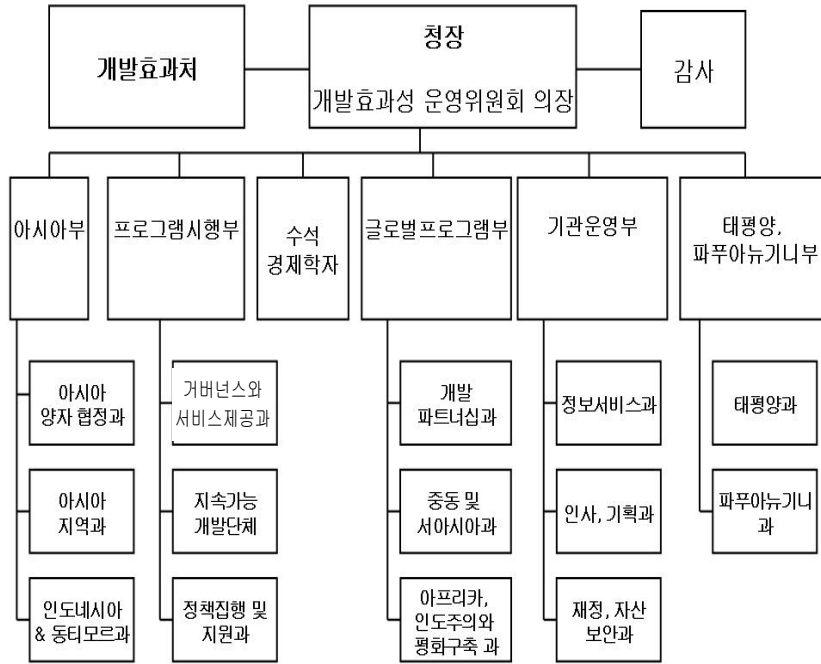 개발효과처
청장
개발효과성 운영위원회 의장
감사
아시아부
프로그램시행부
수석
경제학자
글로벌프로그램부
기관운영부
태평양,
파푸아뉴기니부
아시아
양자 협정과
거버넌스와
서비스제공과
개발
파트너십과
정보서비스과
태평양과
아시아
지역과
지속가능
개발단체
중동 및
서아시아과
인사, 기획과
파푸아뉴기니
과
인도네시아
& 동티모르과
정책집행 및
지원과
아프리카,
인도주의와
평화구축 과
재정, 자산
보안과